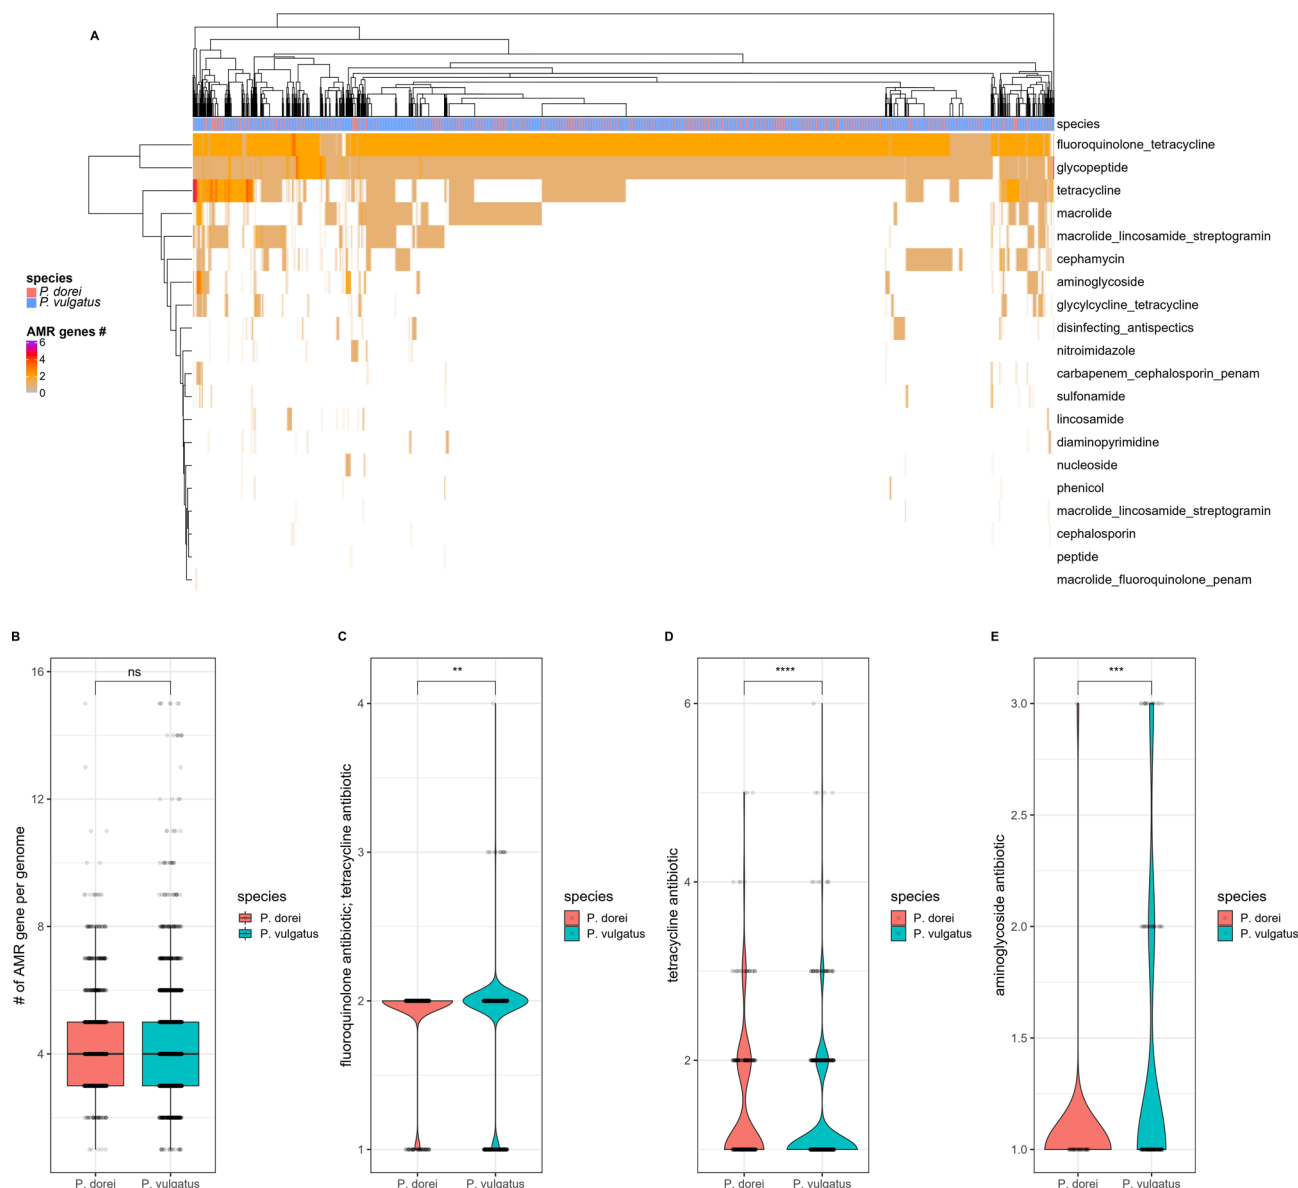 A
species
fluoroquinolone_tetracycline
glycopeptide
tetracycline
macrolide
macrolide_lincosamide_streptogramin
cephamycin
aminoglycoside
glycylcycline_tetracycline
disinfecting_antispectics
nitroimidazole
carbapenem_cephalosporin_penam
sulfonamide
lincosamide
diaminopyrimidine
nucleoside
phenicol
macrolide_lincosamide_streptogramin
cephalosporin
peptide
macrolide_fluoroquinolone_penam
species
P. dorei
P. vulgatus
AMR genes #
6
4
2
0
B
# of AMR gene per genome
16
12
8
4
ns
P. dorei
P. vulgatus
species
P. dorei
P. vulgatus
C
fluoroquinolone antibiotic; tetracycline antibiotic
4
3
2
1
**
P. dorei
P. vulgatus
species
P. dorei
P. vulgatus
D
tetracycline antibiotic
6
4
2
****
P. dorei
P. vulgatus
species
P. dorei
P. vulgatus
E
aminoglycoside antibiotic
3.0
2.5
2.0
1.5
1.0
***
P. dorei
P. vulgatus
species
P. dorei
P. vulgatus